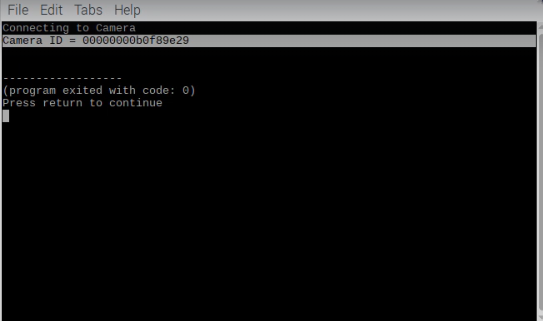 File Edit Tabs Help
Connecting to Camera
Camera ID = 00000000b0f89e29
------------------
(program exited with code: 0)
Press return to continue